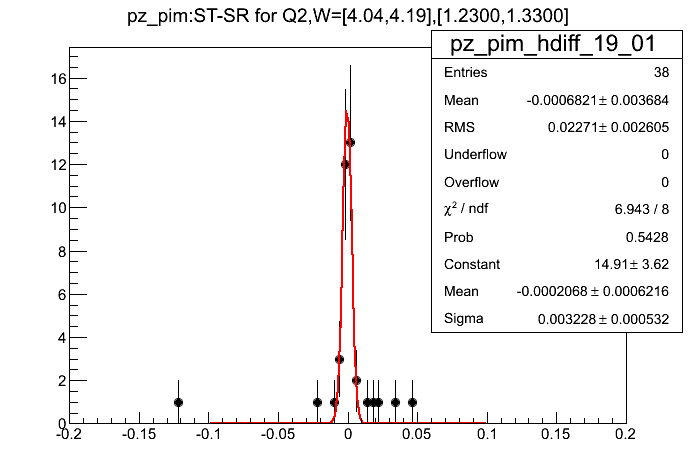 pz_pim:ST-SR for Q2,W=[4.04,4.19],[1.2300,1.3300]
pz_pim_hdiff_19_01
Entries 38
Mean -0.0006821± 0.003684
RMS 0.02271± 0.002605
Underflow 0
Overflow 0
χ² / ndf 6.943 / 8
Prob 0.5428
Constant 14.91± 3.62
Mean -0.0002068 ± 0.0006216
Sigma 0.003228 ± 0.000532
16
14
12
10
8
6
4
2
0
-0.2 -0.15 -0.1 -0.05 0 0.05 0.1 0.15 0.2